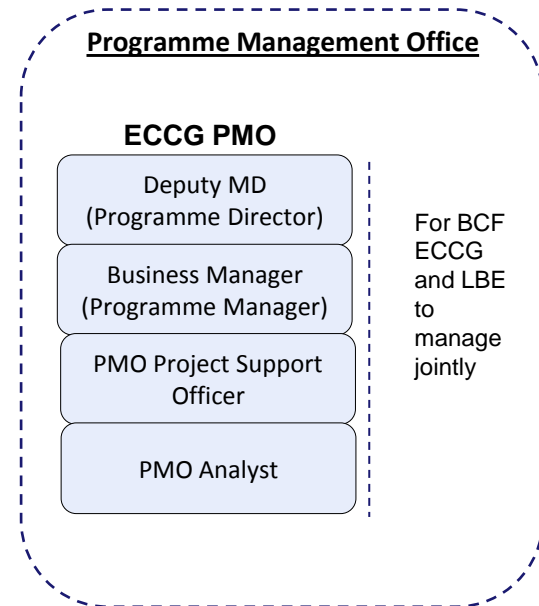 Programme Management Office
ECCG PMO
Deputy MD
(Programme Director)
Business Manager
(Programme Manager)
PMO Project Support
Officer
PMO Analyst
For BCF
ECCG
and LBE
to
manage
jointly